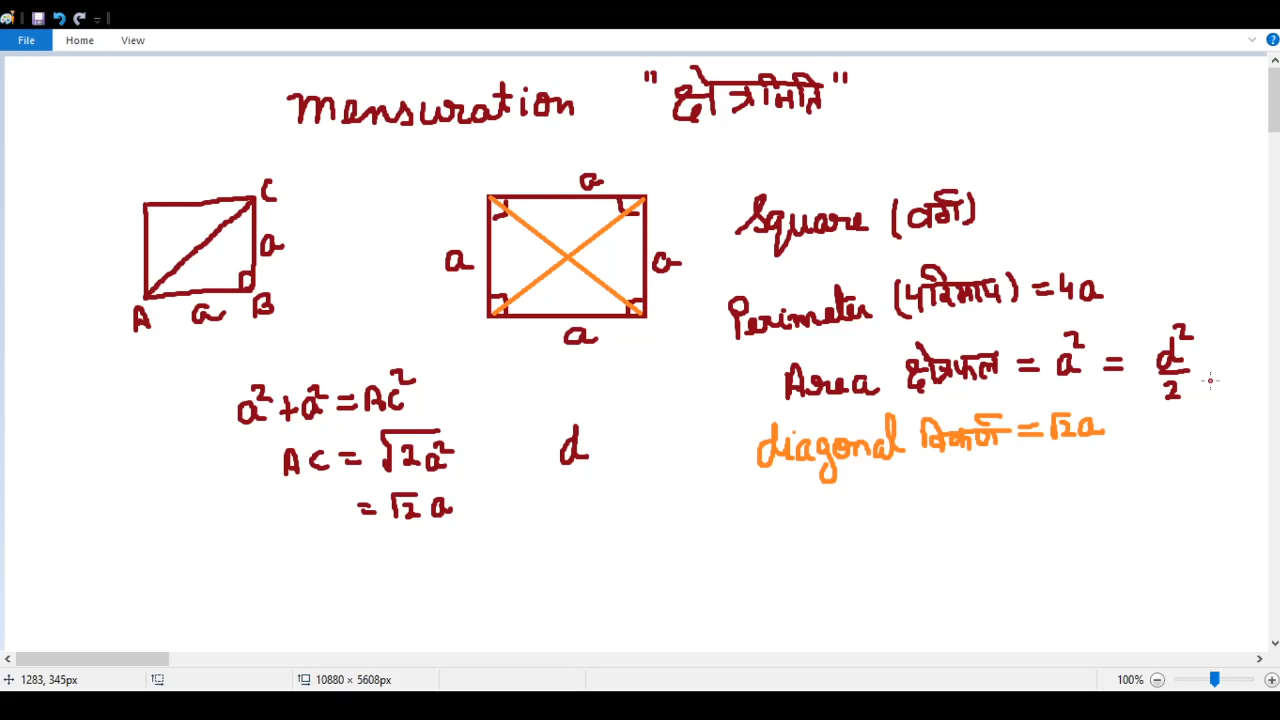 File Home View
Mensuration "क्षेत्रमिति"
C
a
a
Square (वर्ग)
a
a
a
A
a
B
a
Perimeter (परिमाप) = 4a
Area क्षेत्रफल = a² = d²/2
a² + a² = AC²
diagonal विकर्ण = √2a
AC = √2a²
d
= √2 a
1283, 345px 10880 × 5608px 100%